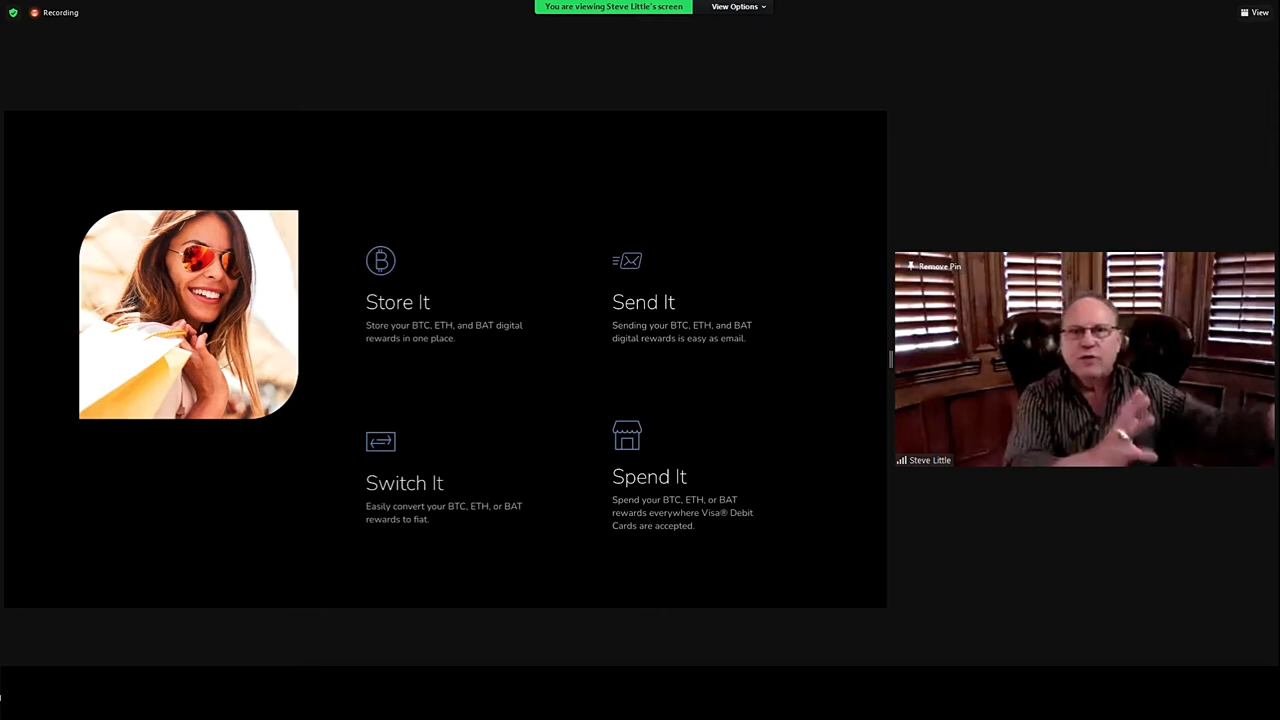 Recording
You are viewing Steve Little's screen
View Options
View
Store It
Store your BTC, ETH, and BAT digital
rewards in one place.
Send It
Sending your BTC, ETH, and BAT
digital rewards is easy as email.
Switch It
Easily convert your BTC, ETH, or BAT
rewards to fiat.
Spend It
Spend your BTC, ETH, or BAT
rewards everywhere Visa® Debit
Cards are accepted.
Remove Pin
Steve Little